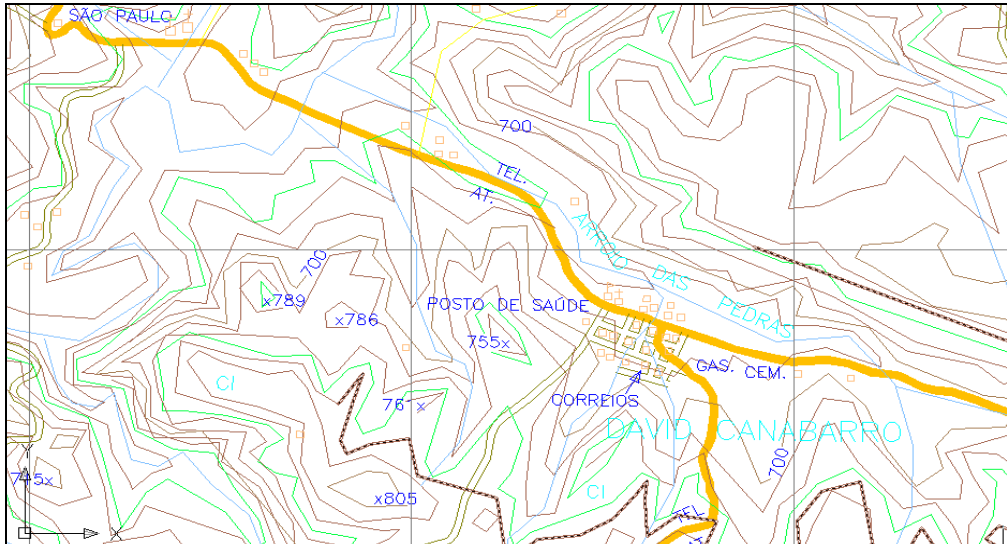 SÃO PAULO
700
TEL.
AT.
ARROIO DAS PEDRAS
700
x789
x786
POSTO DE SAÚDE
755x
GAS.
CEM.
CI
76 x
CORREIOS
DAVID CANABARRO
700
x805
CI
TEL
Y
X